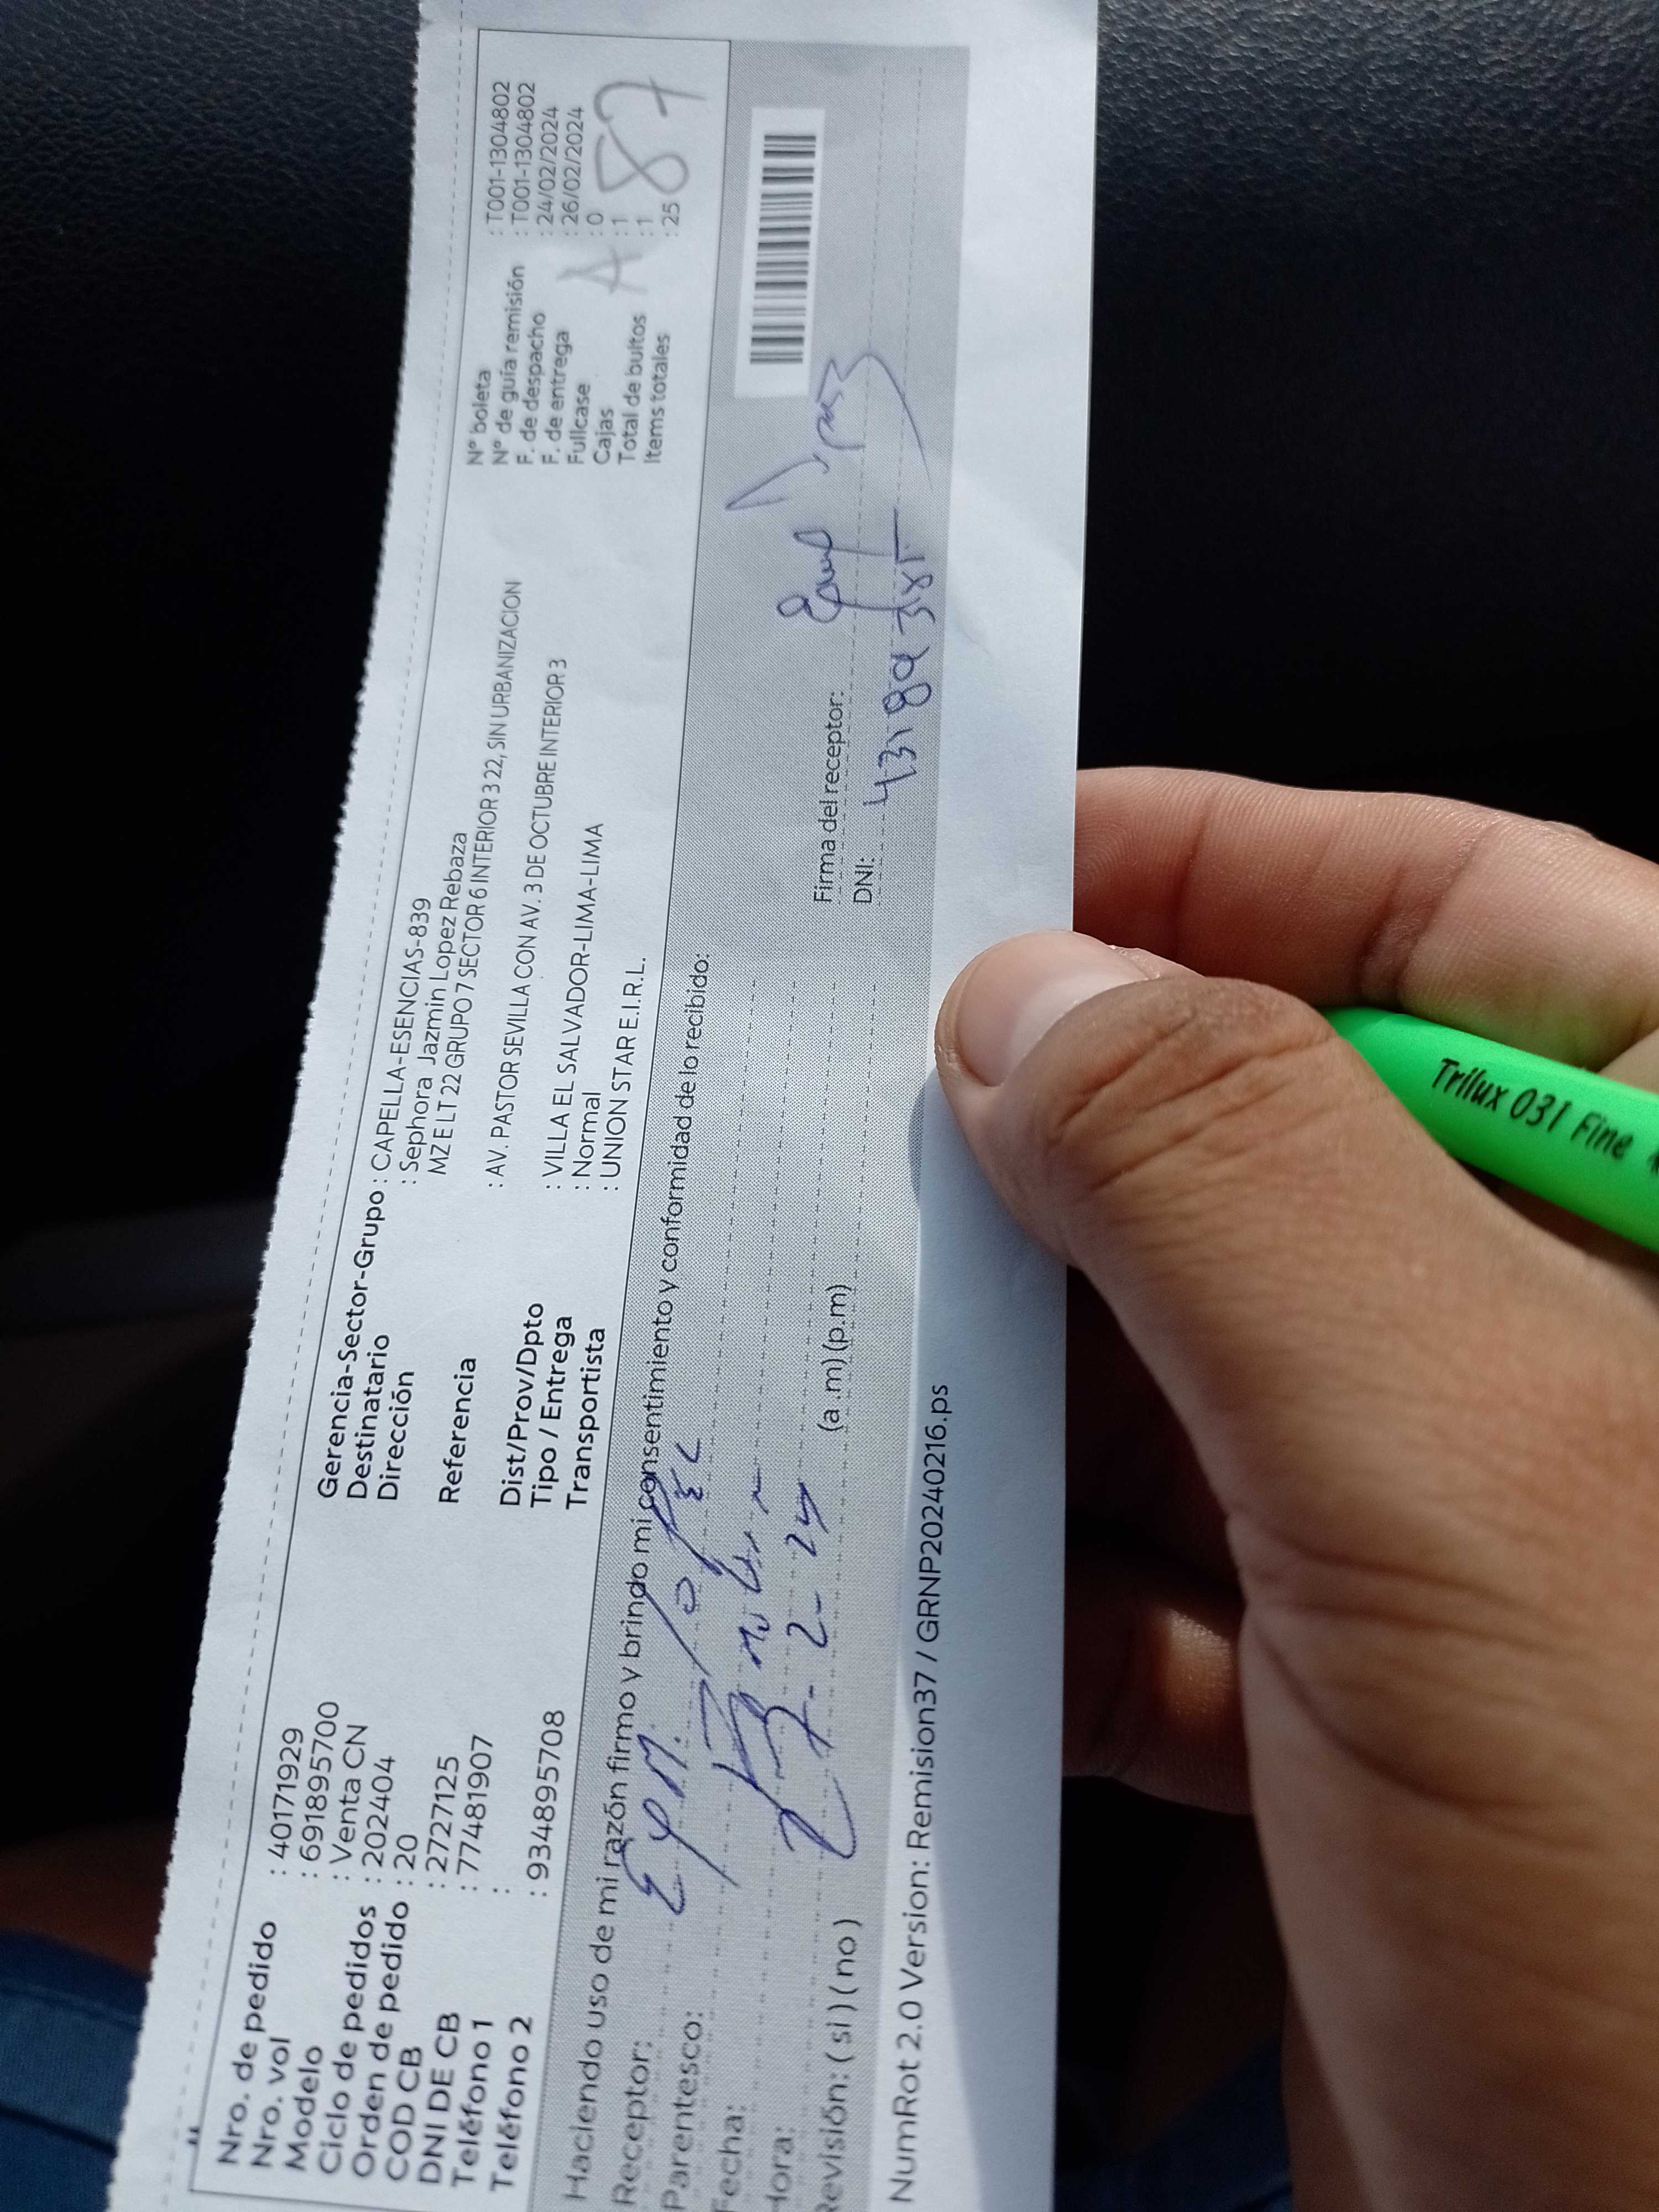 Nro. de pedido : 40171929
Nro. vol : 6918895700
Modelo : Venta CN
Ciclo de pedidos : 202404
Orden de pedido : 20
COD CB : 2727125
DNI DE CB : 77481907
Teléfono 1 :
Teléfono 2 : 934895708
Gerencia-Sector-Grupo : CAPELLA-ESENCIAS-839
Destinatario : Sephora Jazmin Lopez Rebaza
Dirección MZ E LT 22 GRUPO 7 SECTOR 6 INTERIOR 3 22, SIN URBANIZACION
Referencia : AV. PASTOR SEVILLA CON AV. 3 DE OCTUBRE INTERIOR 3
Dist/Prov/Dpto : VILLA EL SALVADOR-LIMA-LIMA
Tipo / Entrega : Normal
Transportista : UNION STAR E.I.R.L.
N° boleta : T001-1304802
N° de guía remisión : T001-1304802
F. de despacho : 24/02/2024
F. de entrega : 26/02/2024
Fullcase : 0
Cajas : 1
Total de bultos : 1
Items totales : 25
A 87
Haciendo uso de mi razón firmo y brindo mi consentimiento y conformidad de lo recibido:
Receptor:
Parentesco:
Fecha: 27-2-24
Hora: (a .m) (p.m)
Revisión: ( si ) ( no )
Firma del receptor:
DNI:
NumRot 2.0 Version: Remision37 / GRNP20240216.ps
Trilux 031 Fine